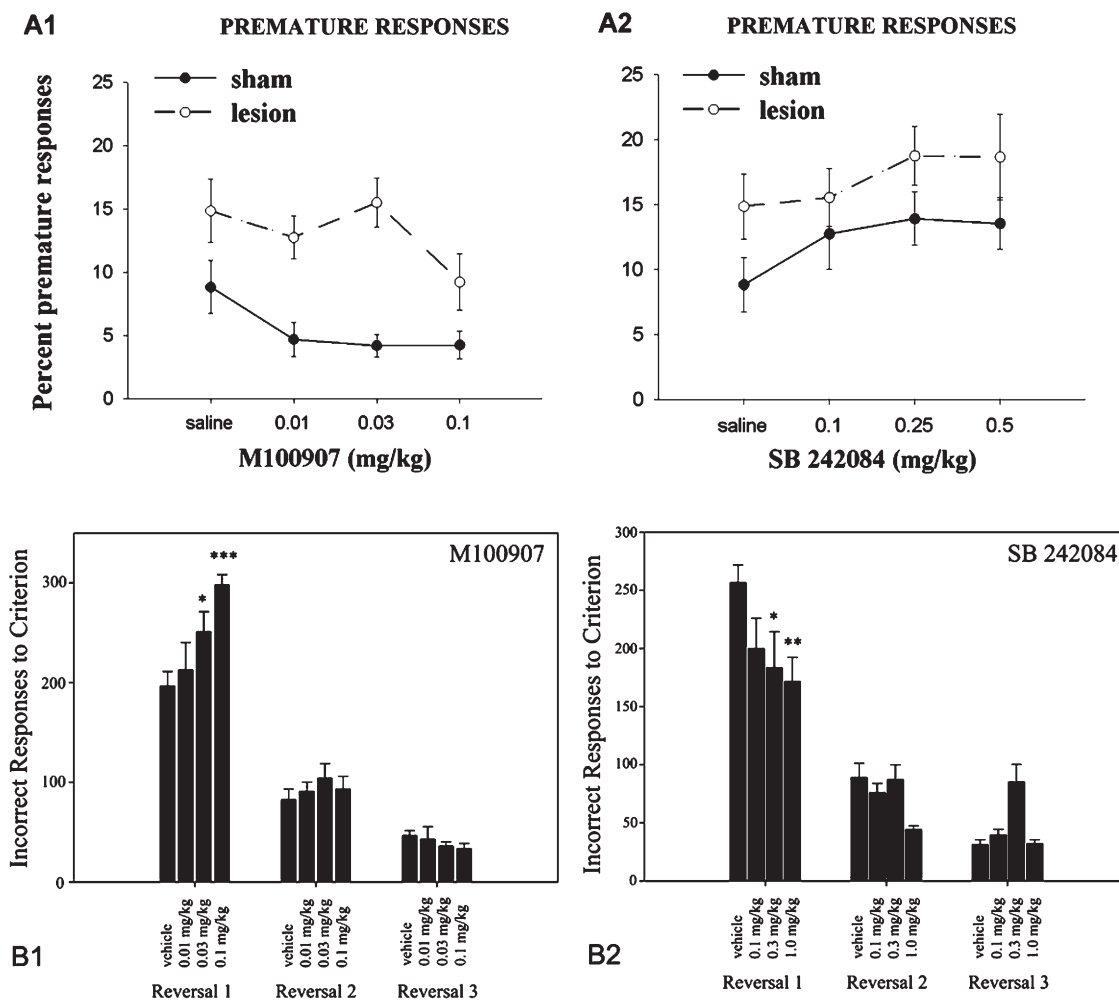 A1
PREMATURE RESPONSES
sham
lesion
Percent premature responses
25
20
15
10
5
0
saline 0.01 0.03 0.1
M100907 (mg/kg)
A2
PREMATURE RESPONSES
sham
lesion
25
20
15
10
5
0
saline 0.1 0.25 0.5
SB 242084 (mg/kg)
B1
M100907
Incorrect Responses to Criterion
300
200
100
0
*
***
vehicle
0.01 mg/kg
0.03 mg/kg
0.1 mg/kg
vehicle
0.01 mg/kg
0.03 mg/kg
0.1 mg/kg
vehicle
0.01 mg/kg
0.03 mg/kg
0.1 mg/kg
Reversal 1 Reversal 2 Reversal 3
B2
SB 242084
Incorrect Responses to Criterion
300
250
200
150
100
50
0
*
**
vehicle
0.1 mg/kg
0.3 mg/kg
1.0 mg/kg
vehicle
0.1 mg/kg
0.3 mg/kg
1.0 mg/kg
vehicle
0.1 mg/kg
0.3 mg/kg
1.0 mg/kg
Reversal 1 Reversal 2 Reversal 3